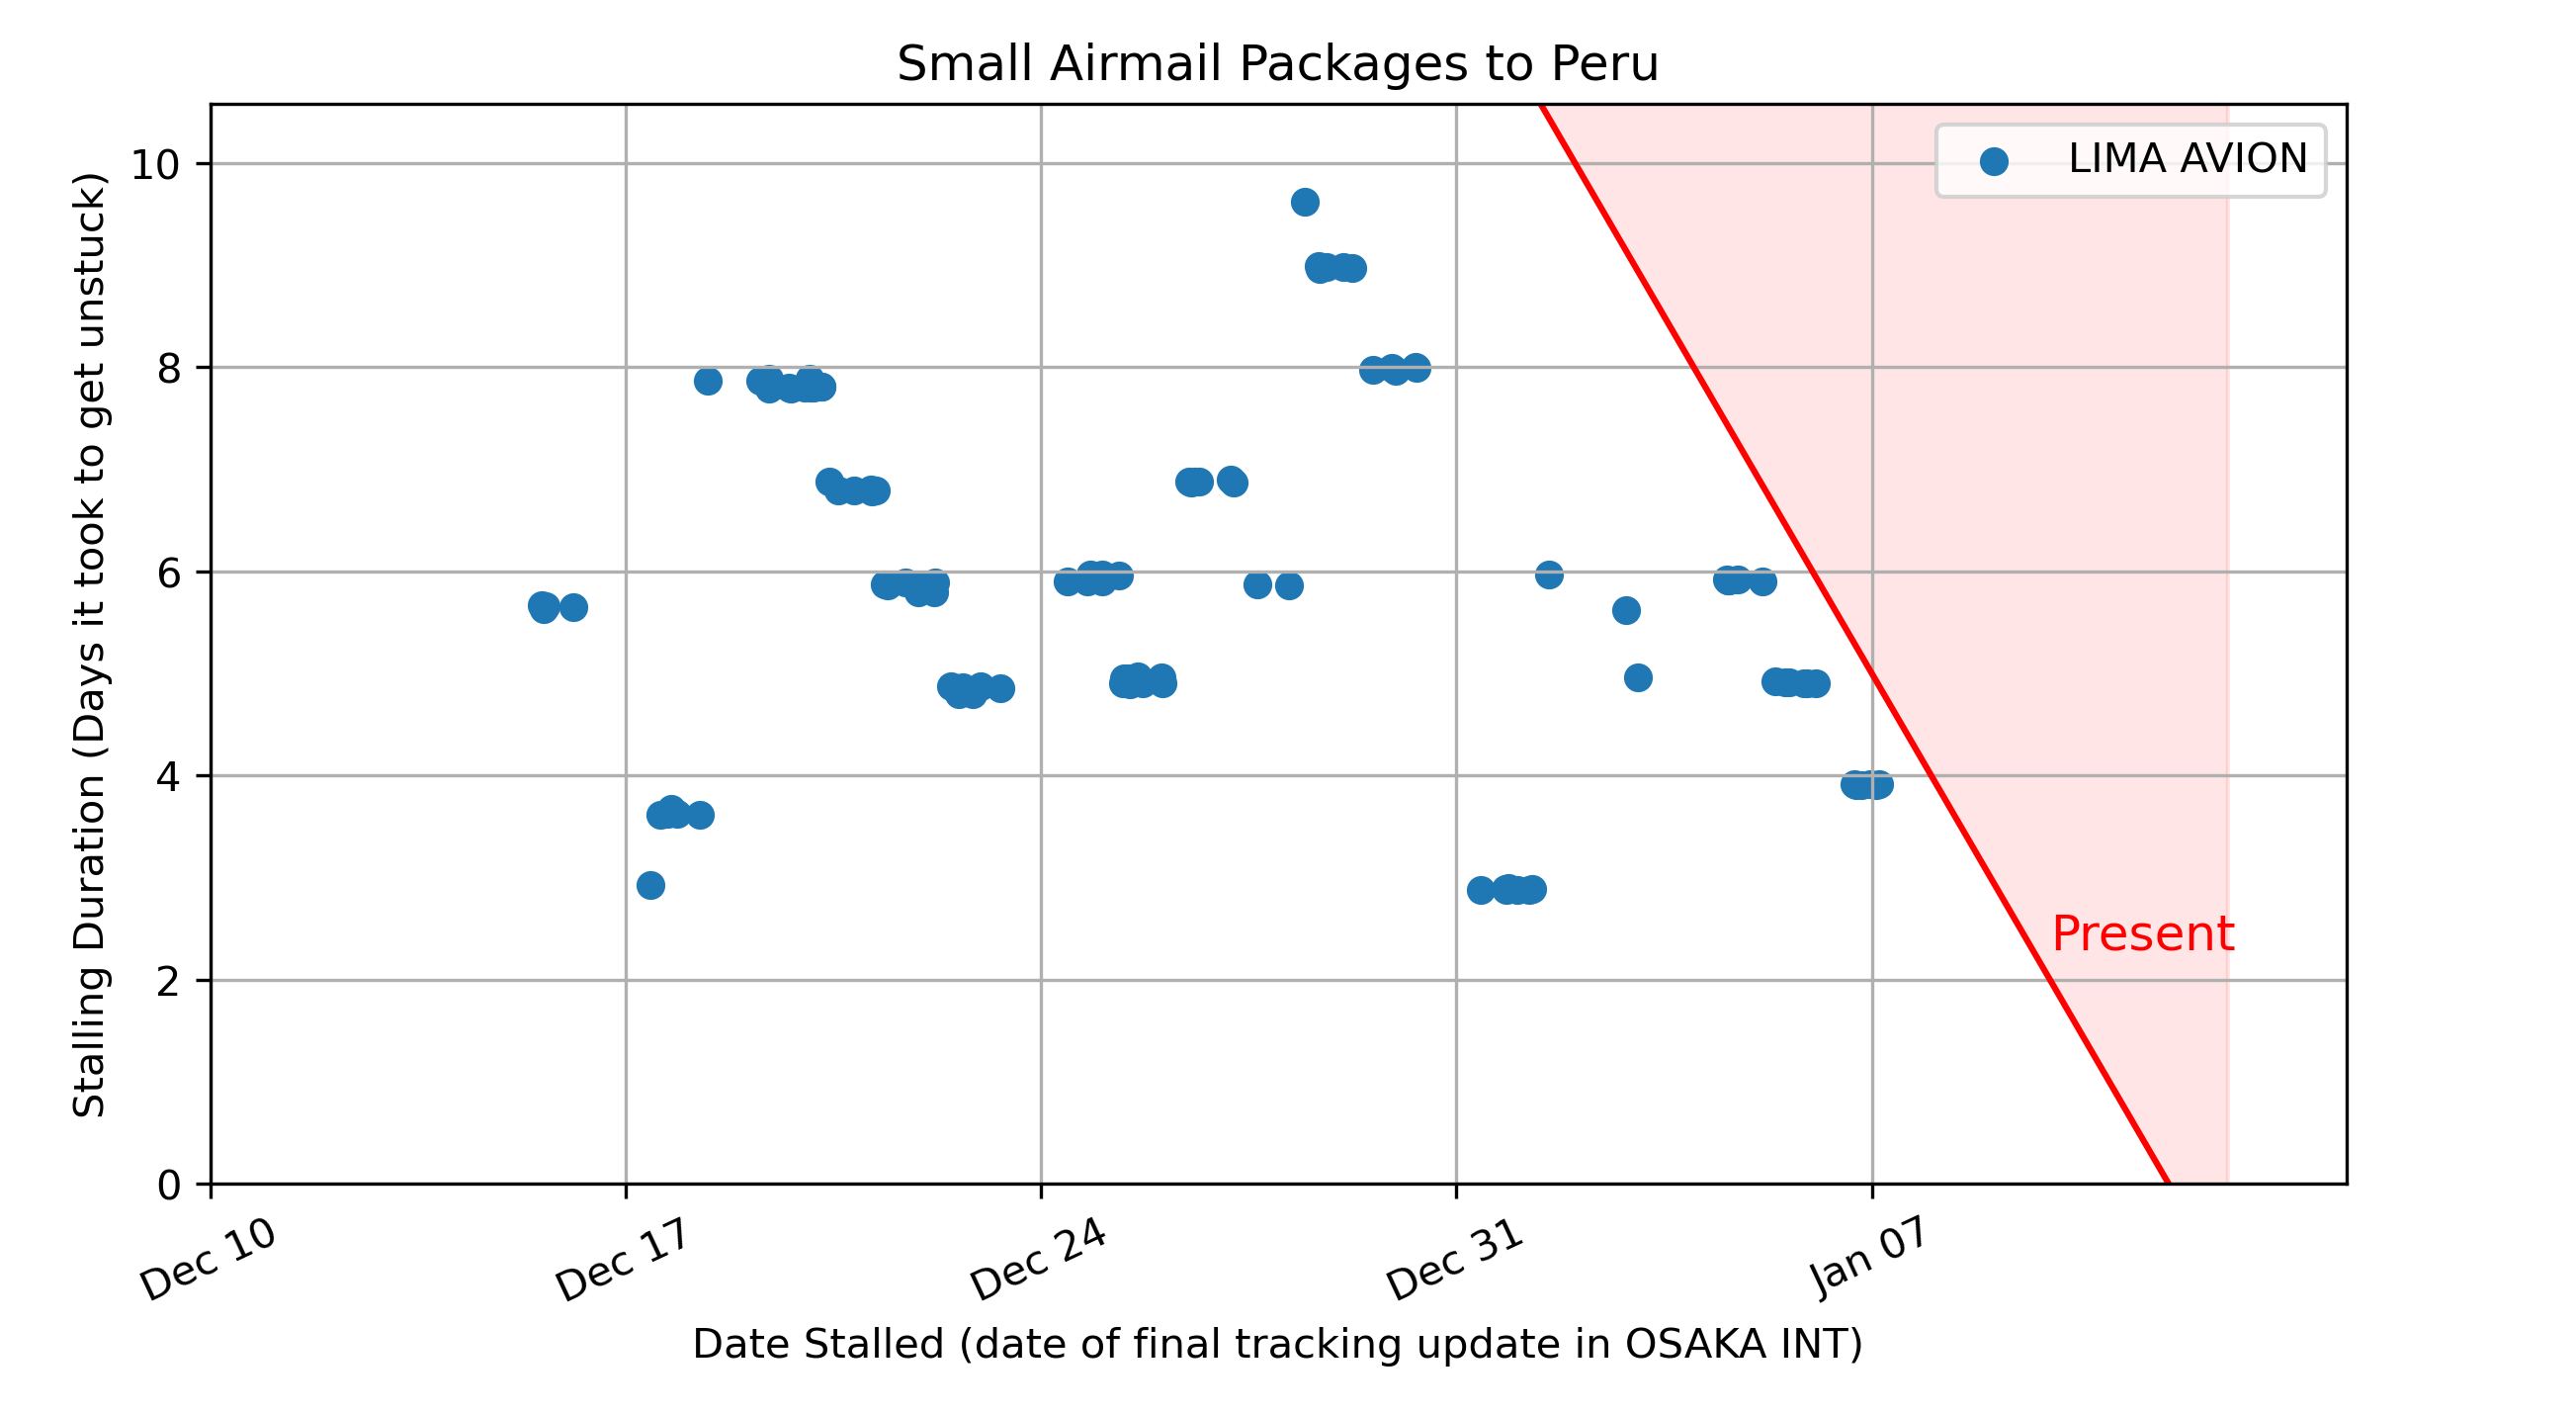 Small Airmail Packages to Peru
Stalling Duration (Days it took to get unstuck)
10
8
6
4
2
0
LIMA AVION
Present
Dec 10
Dec 17
Dec 24
Dec 31
Jan 07
Date Stalled (date of final tracking update in OSAKA INT)